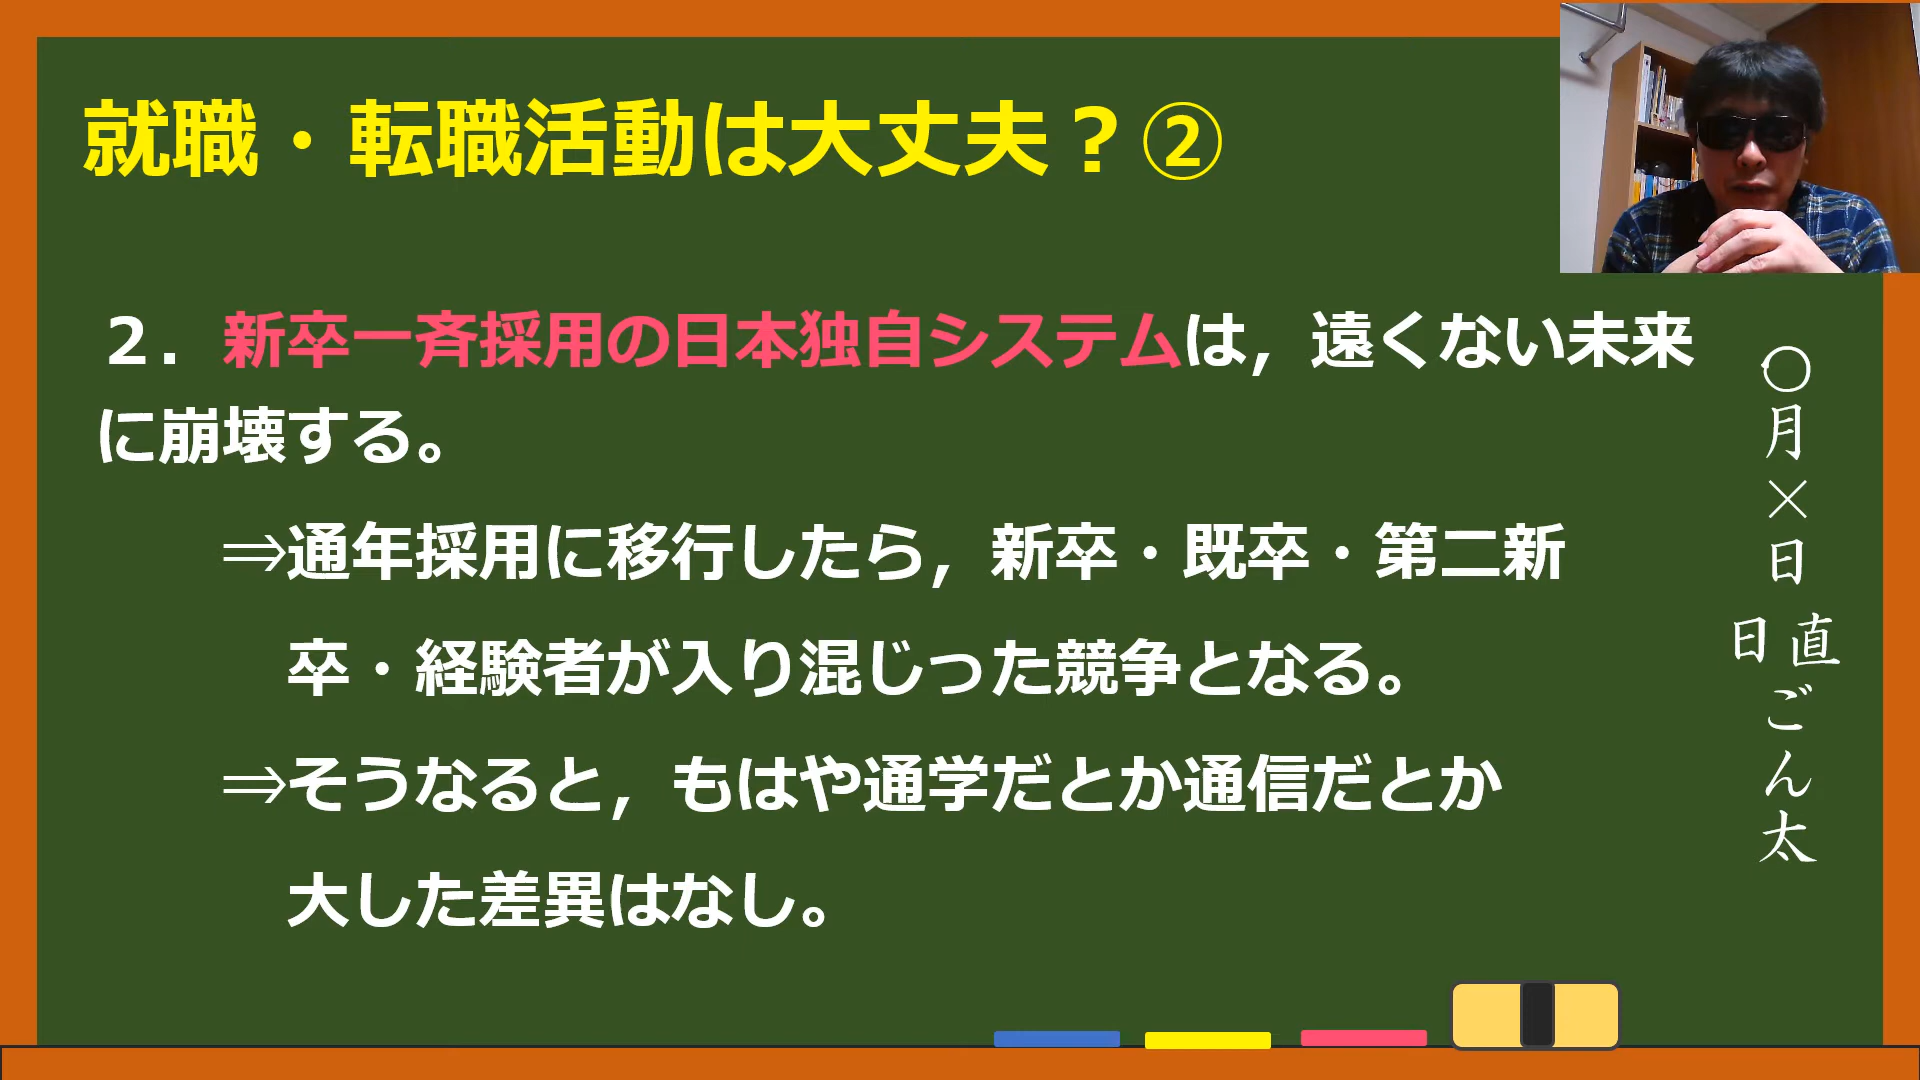 就職・転職活動は大丈夫？②
２．新卒一斉採用の日本独自システムは，遠くない未来
に崩壊する。
⇒通年採用に移行したら，新卒・既卒・第二新
卒・経験者が入り混じった競争となる。
⇒そうなると，もはや通学だとか通信だとか
大した差異はなし。
〇月×日
日直
ごん太